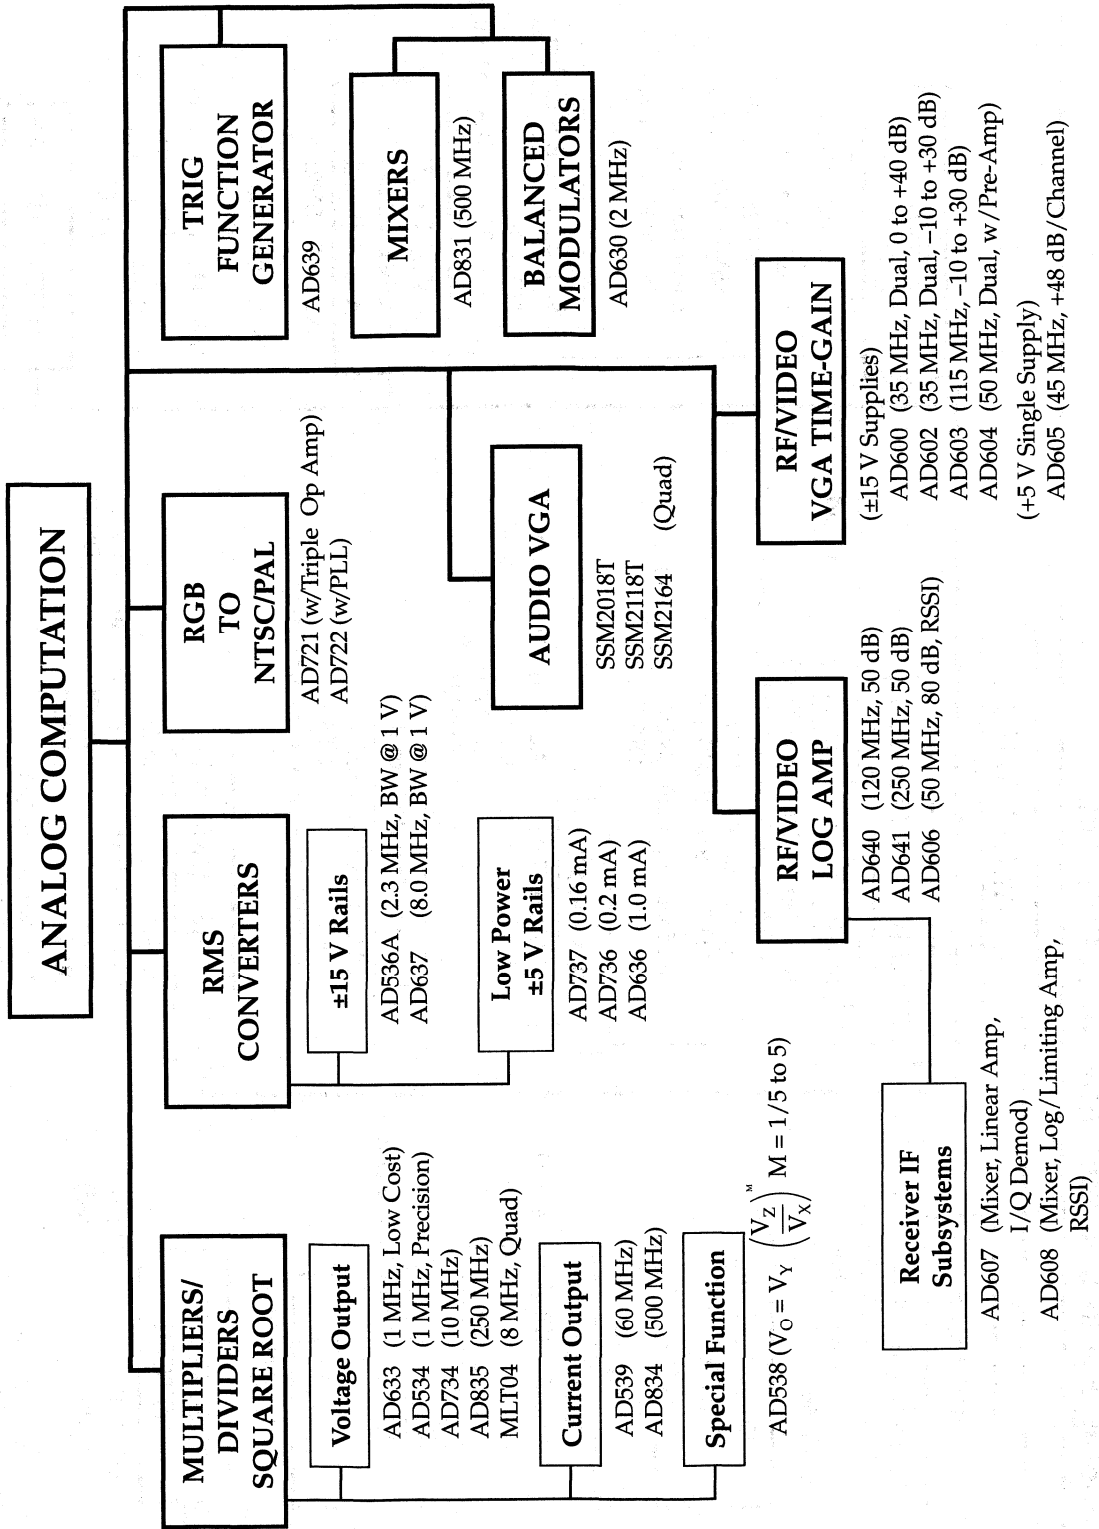 ANALOG COMPUTATION
MULTIPLIERS/
DIVIDERS
SQUARE ROOT
Voltage Output
AD633 (1 MHz, Low Cost)
AD534 (1 MHz, Precision)
AD734 (10 MHz)
AD835 (250 MHz)
MLT04 (8 MHz, Quad)
Current Output
AD539 (60 MHz)
AD834 (500 MHz)
Special Function
AD538 (V_O = V_Y (V_Z/V_X)^M M = 1/5 to 5)
RMS
CONVERTERS
±15 V Rails
AD536A (2.3 MHz, BW @ 1 V)
AD637 (8.0 MHz, BW @ 1 V)
Low Power
±5 V Rails
AD737 (0.16 mA)
AD736 (0.2 mA)
AD636 (1.0 mA)
RGB
TO
NTSC/PAL
AD721 (w/Triple Op Amp)
AD722 (w/PLL)
TRIG
FUNCTION
GENERATOR
AD639
MIXERS
AD831 (500 MHz)
BALANCED
MODULATORS
AD630 (2 MHz)
AUDIO VGA
SSM2018T
SSM2118T
SSM2164 (Quad)
RF/VIDEO
LOG AMP
AD640 (120 MHz, 50 dB)
AD641 (250 MHz, 50 dB)
AD606 (50 MHz, 80 dB, RSSI)
Receiver IF
Subsystems
AD607 (Mixer, Linear Amp,
I/Q Demod)
AD608 (Mixer, Log/Limiting Amp,
RSSI)
RF/VIDEO
VGA TIME-GAIN
(±15 V Supplies)
AD600 (35 MHz, Dual, 0 to +40 dB)
AD602 (35 MHz, Dual, −10 to +30 dB)
AD603 (115 MHz, −10 to +30 dB)
AD604 (50 MHz, Dual, w/Pre-Amp)
(+5 V Single Supply)
AD605 (45 MHz, +48 dB/Channel)